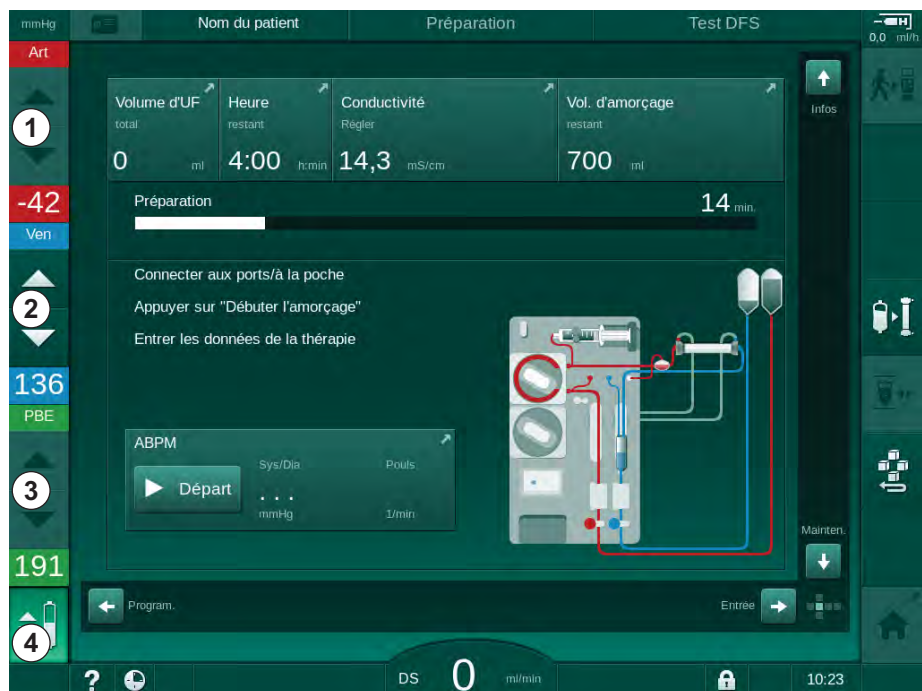 mmHg
Nom du patient
Préparation
Test DFS
0,0 ml/h
Art
1
-42
Ven
2
136
PBE
3
191
4
Volume d'UF
total
0 ml
Heure
restant
4:00 h:min
Conductivité
Régler
14,3 mS/cm
Vol. d'amorçage
restant
700 ml
Infos
Préparation
14 min.
Connecter aux ports/à la poche
Appuyer sur "Débuter l'amorçage"
Entrer les données de la thérapie
ABPM
Départ
Sys/Dia
. . .
mmHg
Pouls
1/min
Mainten.
Program.
Entrée
?
DS 0 ml/min
10:23